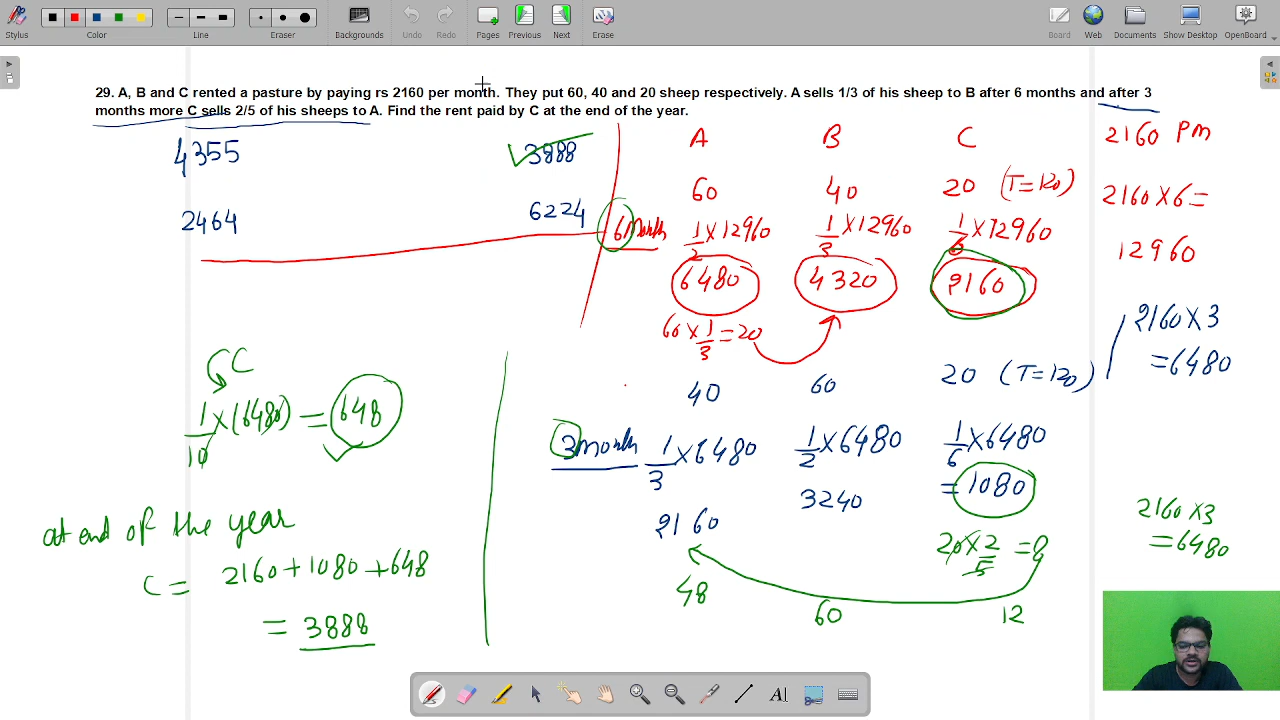 Stylus Color Line Eraser Backgrounds Undo Redo Pages Previous Next Erase Board Web Documents Show Desktop OpenBoard
29. A, B and C rented a pasture by paying rs 2160 per month. They put 60, 40 and 20 sheep respectively. A sells 1/3 of his sheep to B after 6 months and after 3
months more C sells 2/5 of his sheeps to A. Find the rent paid by C at the end of the year.
4355 3888
2464 6224
A B C
60 40 20 (T=120)
6 Month 1/2 × 12960 1/3 × 12960 1/6 × 12960
6480 4320 2160
60 × 1/3 = 20
40 60 20 (T=120)
3 month 1/3 × 6480 1/2 × 6480 1/6 × 6480
2160 3240 = 1080
20 × 2/5 = 8
48 60 12
2160 PM
2160 × 6 =
12960
2160 × 3
= 6480
2160 × 3
= 6480
C
1/10 × (6480) = 648
at end of the year
C = 2160 + 1080 + 648
= 3888
AI